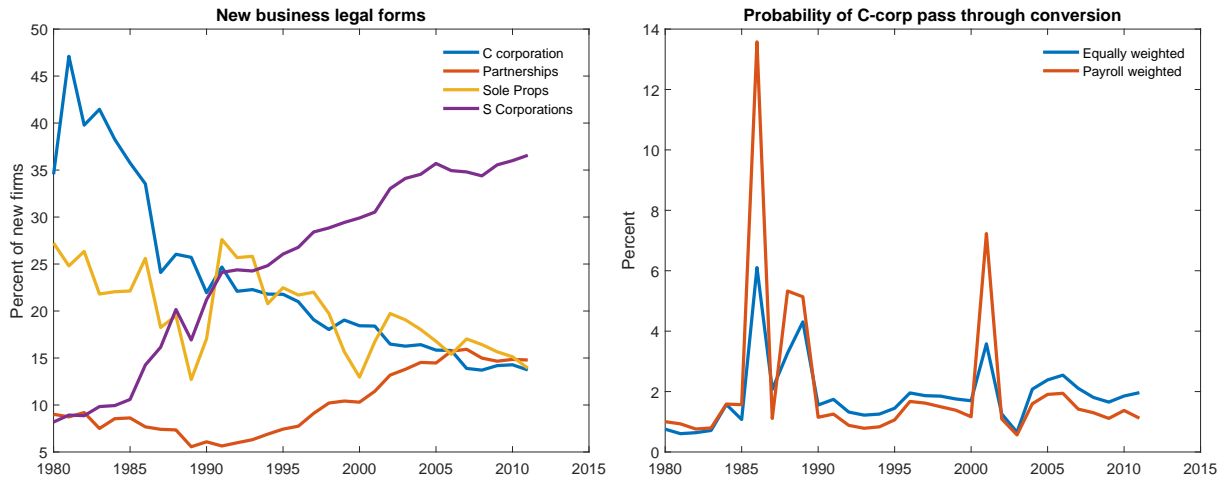 New business legal forms
50
45
40
35
30
25
20
15
10
5
Percent of new firms
C corporation
Partnerships
Sole Props
S Corporations
1980 1985 1990 1995 2000 2005 2010 2015
Probability of C-corp pass through conversion
14
12
10
8
6
4
2
0
Percent
Equally weighted
Payroll weighted
1980 1985 1990 1995 2000 2005 2010 2015